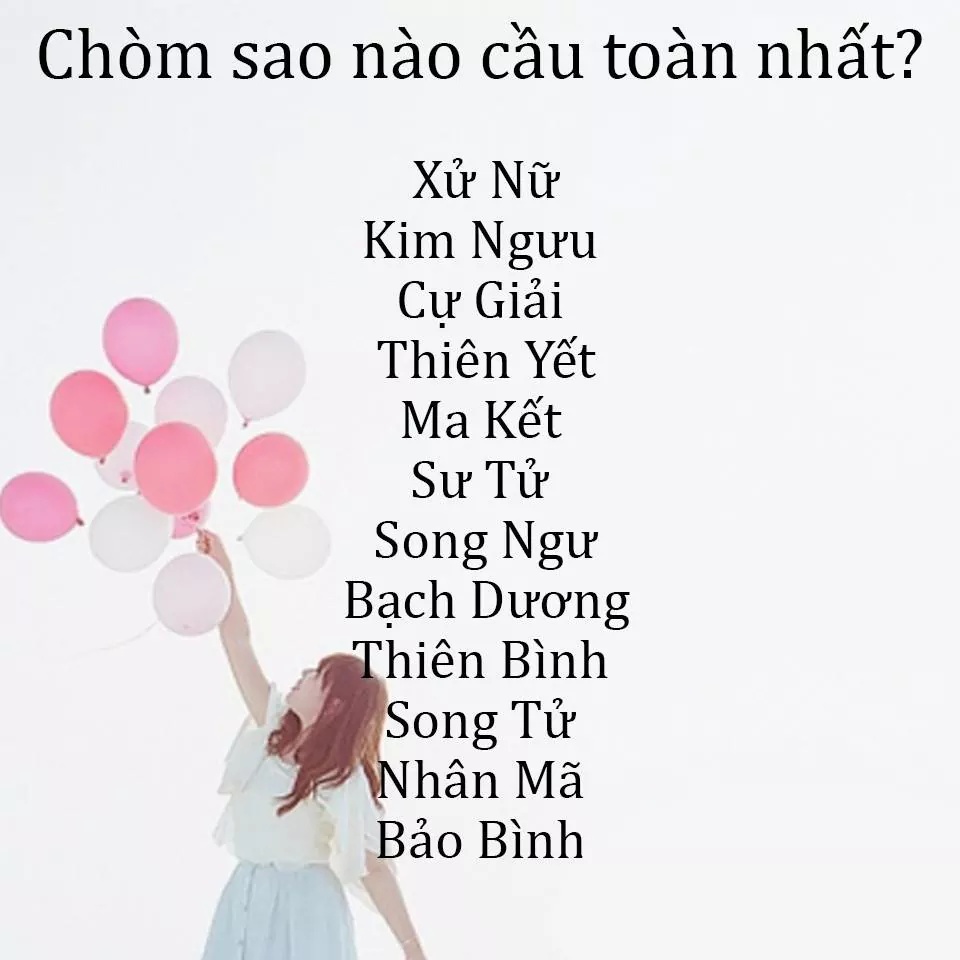 Chòm sao nào cầu toàn nhất?
Xử Nữ
Kim Ngưu
Cự Giải
Thiên Yết
Ma Kết
Sư Tử
Song Ngư
Bạch Dương
Thiên Bình
Song Tử
Nhân Mã
Bảo Bình